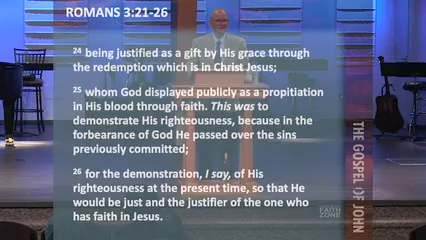 ROMANS 3:21-26
24 being justified as a gift by His grace through
the redemption which is in Christ Jesus;
25 whom God displayed publicly as a propitiation
in His blood through faith. This was to
demonstrate His righteousness, because in the
forbearance of God He passed over the sins
previously committed;
26 for the demonstration, I say, of His
righteousness at the present time, so that He
would be just and the justifier of the one who
has faith in Jesus.
THE GOSPEL OF JOHN
FAITH
ZONE